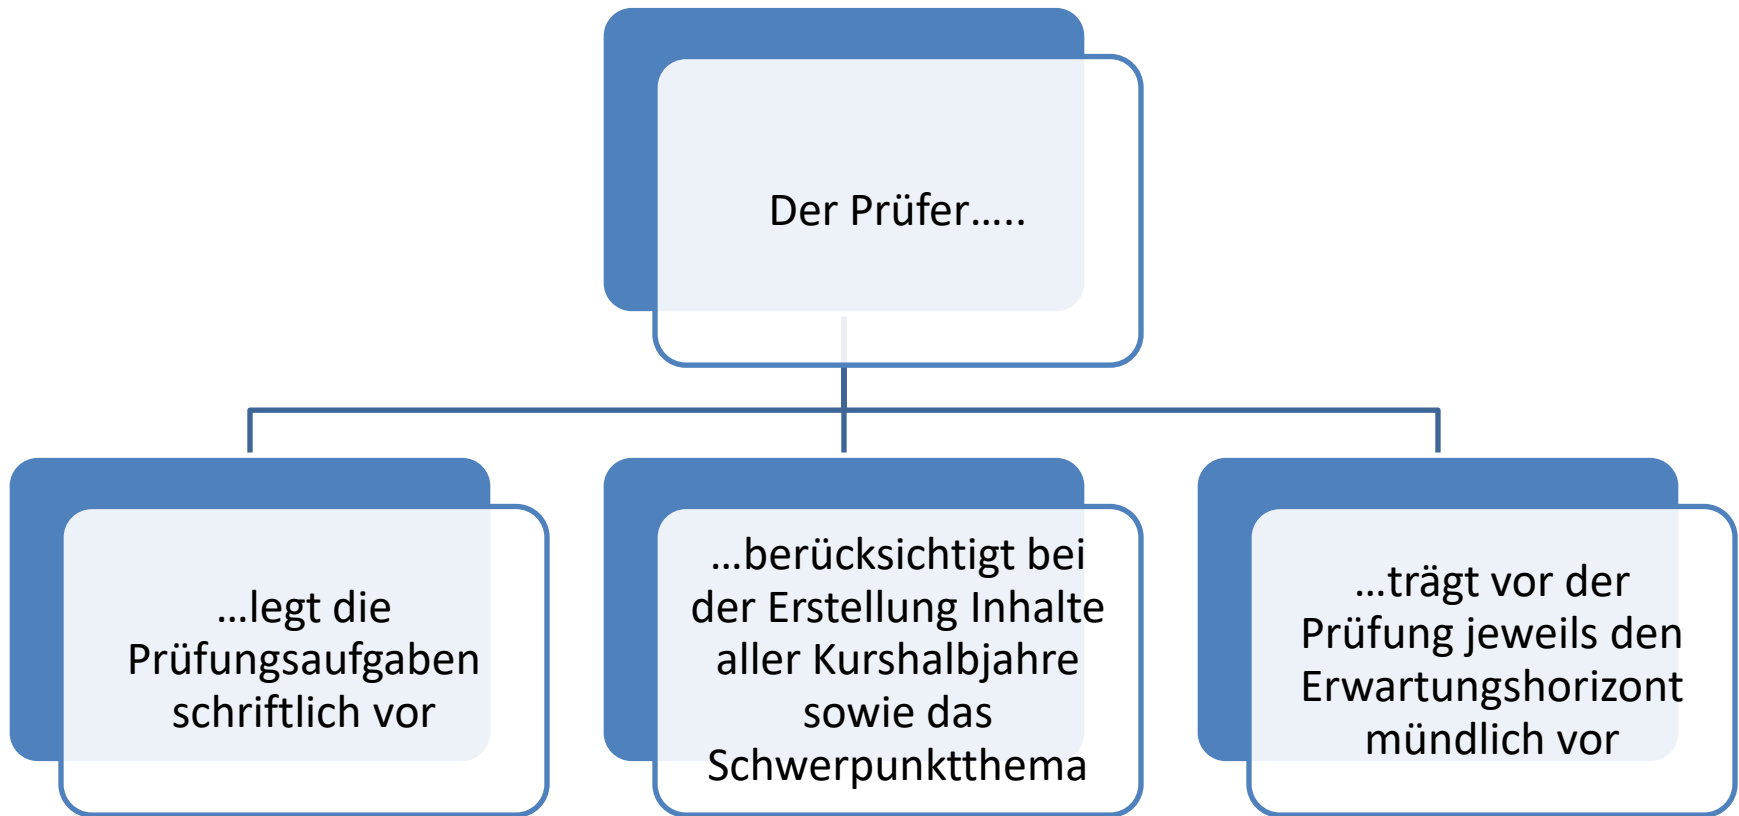 Der Prüfer.....
...legt die
Prüfungsaufgaben
schriftlich vor
...berücksichtigt bei
der Erstellung Inhalte
aller Kurshalbjahre
sowie das
Schwerpunktthema
...trägt vor der
Prüfung jeweils den
Erwartungshorizont
mündlich vor